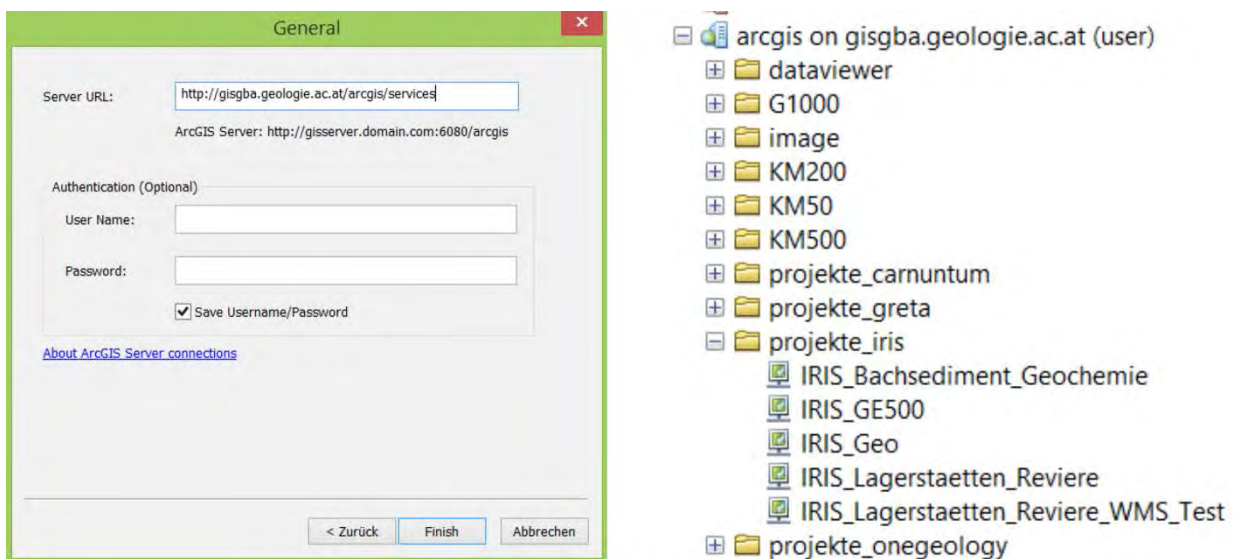 General
Server URL:
http://gisgba.geologie.ac.at/arcgis/services
ArcGIS Server: http://gisserver.domain.com:6080/arcgis
Authentication (Optional)
User Name:
Password:
Save Username/Password
About ArcGIS Server connections
< Zurück
Finish
Abbrechen
arcgis on gisgba.geologie.ac.at (user)
dataviewer
G1000
image
KM200
KM50
KM500
projekte_carnuntum
projekte_greta
projekte_iris
IRIS_Bachsediment_Geochemie
IRIS_GE500
IRIS_Geo
IRIS_Lagerstaetten_Reviere
IRIS_Lagerstaetten_Reviere_WMS_Test
projekte_onegeology